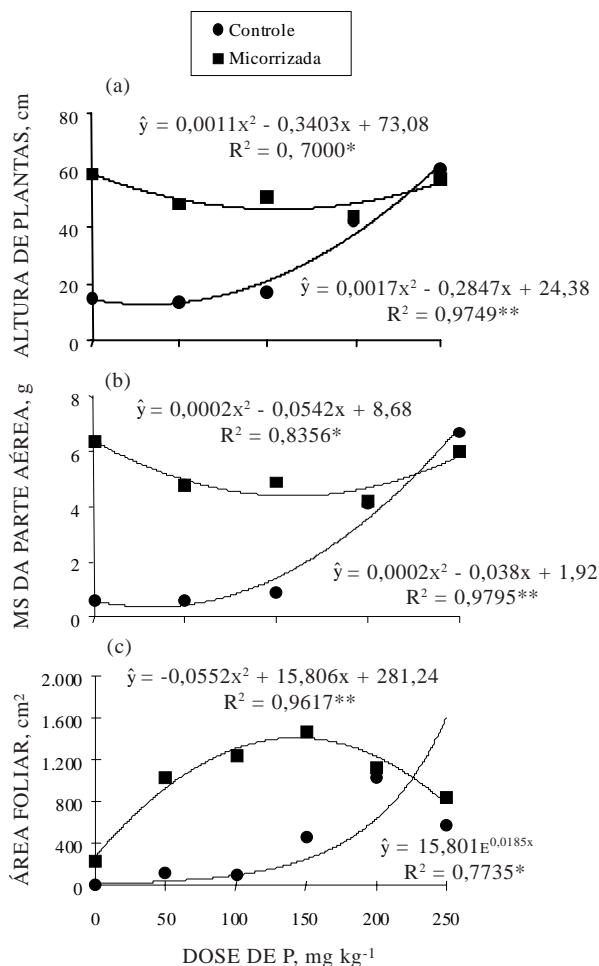 Controle
Micorrizada
(a)
ŷ = 0,0011x² - 0,3403x + 73,08
R² = 0, 7000*
ALTURA DE PLANTAS, cm
80
60
40
20
0
ŷ = 0,0017x² - 0,2847x + 24,38
R² = 0,9749**
(b)
ŷ = 0,0002x² - 0,0542x + 8,68
R² = 0,8356*
MS DA PARTE AÉREA, g
8
6
4
2
0
ŷ = 0,0002x² - 0,038x + 1,92
R² = 0,9795**
(c)
ŷ = -0,0552x² + 15,806x + 281,24
R² = 0,9617**
ÁREA FOLIAR, cm²
2.000
1.600
1.200
800
400
0
ŷ = 15,801E^0,0185x
R² = 0,7735*
0 50 100 150 200 250
DOSE DE P, mg kg⁻¹